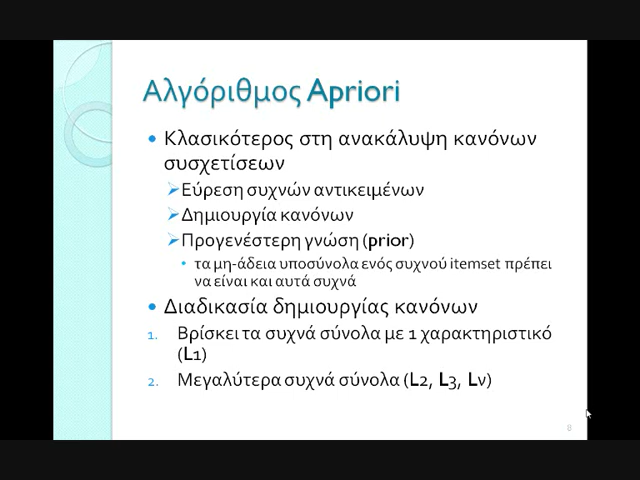 Αλγόριθμος Apriori
• Κλασικότερος στη ανακάλυψη κανόνων
συσχετίσεων
➢Εύρεση συχνών αντικειμένων
➢Δημιουργία κανόνων
➢Προγενέστερη γνώση (prior)
• τα μη-άδεια υποσύνολα ενός συχνού itemset πρέπει
να είναι και αυτά συχνά
• Διαδικασία δημιουργίας κανόνων
1. Βρίσκει τα συχνά σύνολα με 1 χαρακτηριστικό
(L1)
2. Μεγαλύτερα συχνά σύνολα (L2, L3, Lν)
8